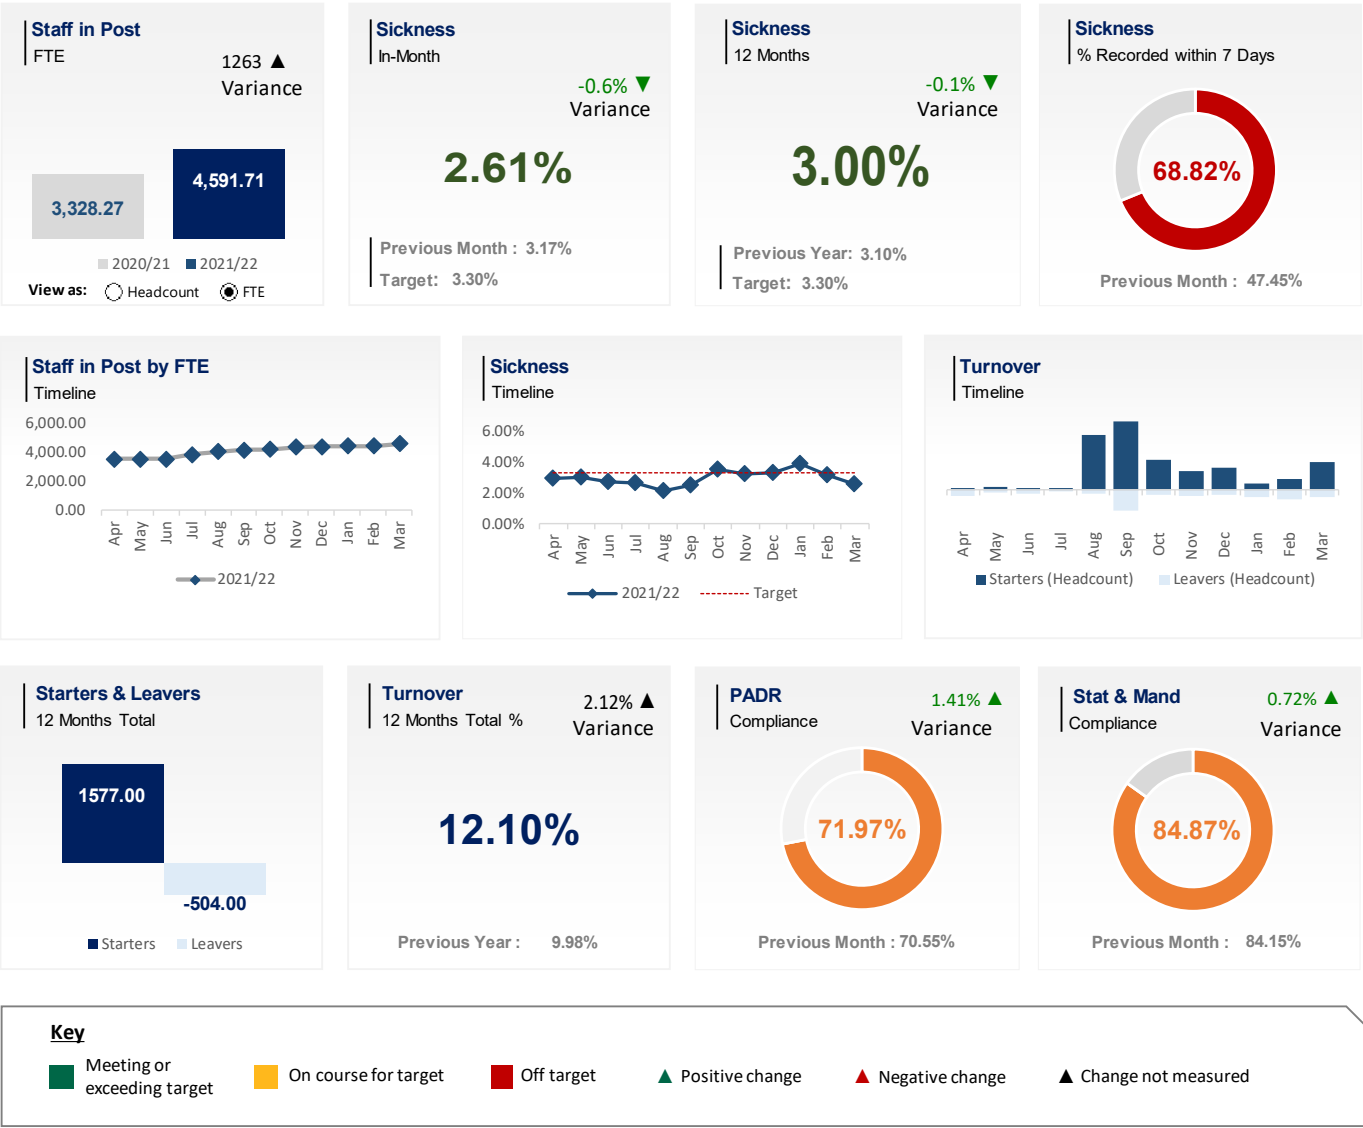 Staff in Post
FTE
1263 ▲
Variance
4,591.71
3,328.27
2020/21 2021/22
View as: Headcount FTE
Sickness
In-Month
-0.6% ▼
Variance
2.61%
Previous Month : 3.17%
Target: 3.30%
Sickness
12 Months
-0.1% ▼
Variance
3.00%
Previous Year: 3.10%
Target: 3.30%
Sickness
% Recorded within 7 Days
68.82%
Previous Month : 47.45%
Staff in Post by FTE
Timeline
6,000.00
4,000.00
2,000.00
0.00
Apr May Jun Jul Aug Sep Oct Nov Dec Jan Feb Mar
2021/22
Sickness
Timeline
6.00%
4.00%
2.00%
0.00%
Apr May Jun Jul Aug Sep Oct Nov Dec Jan Feb Mar
2021/22 Target
Turnover
Timeline
Apr May Jun Jul Aug Sep Oct Nov Dec Jan Feb Mar
Starters (Headcount) Leavers (Headcount)
Starters & Leavers
12 Months Total
1577.00
-504.00
Starters Leavers
Turnover
12 Months Total %
2.12% ▲
Variance
12.10%
Previous Year : 9.98%
PADR
Compliance
1.41% ▲
Variance
71.97%
Previous Month : 70.55%
Stat & Mand
Compliance
0.72% ▲
Variance
84.87%
Previous Month : 84.15%
Key
Meeting or
exceeding target
On course for target
Off target
▲ Positive change
▲ Negative change
▲ Change not measured